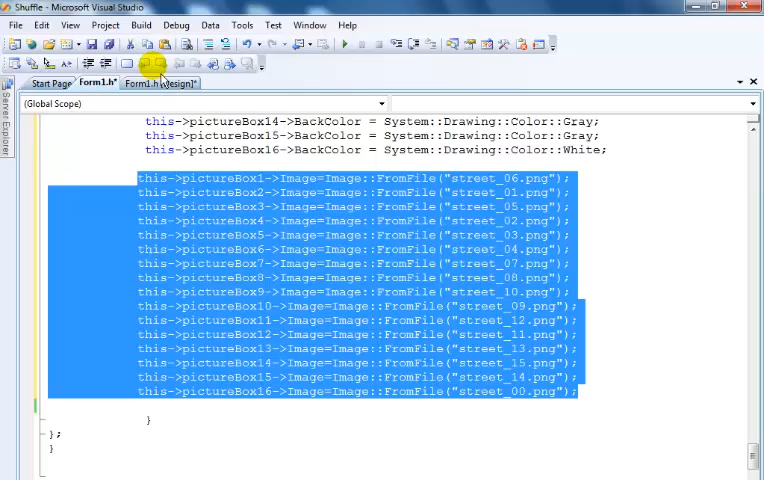 Shuffle - Microsoft Visual Studio
File Edit View Project Build Debug Data Tools Test Window Help
Start Page Form1.h* Form1.h [Design]*
Server Explorer
(Global Scope)
this->pictureBox14->BackColor = System::Drawing::Color::Gray;
this->pictureBox15->BackColor = System::Drawing::Color::Gray;
this->pictureBox16->BackColor = System::Drawing::Color::White;
this->pictureBox1->Image=Image::FromFile("street_06.png");
this->pictureBox2->Image=Image::FromFile("street_01.png");
this->pictureBox3->Image=Image::FromFile("street_05.png");
this->pictureBox4->Image=Image::FromFile("street_02.png");
this->pictureBox5->Image=Image::FromFile("street_03.png");
this->pictureBox6->Image=Image::FromFile("street_04.png");
this->pictureBox7->Image=Image::FromFile("street_07.png");
this->pictureBox8->Image=Image::FromFile("street_08.png");
this->pictureBox9->Image=Image::FromFile("street_10.png");
this->pictureBox10->Image=Image::FromFile("street_09.png");
this->pictureBox11->Image=Image::FromFile("street_12.png");
this->pictureBox12->Image=Image::FromFile("street_11.png");
this->pictureBox13->Image=Image::FromFile("street_13.png");
this->pictureBox14->Image=Image::FromFile("street_15.png");
this->pictureBox15->Image=Image::FromFile("street_14.png");
this->pictureBox16->Image=Image::FromFile("street_00.png");
}
};
}